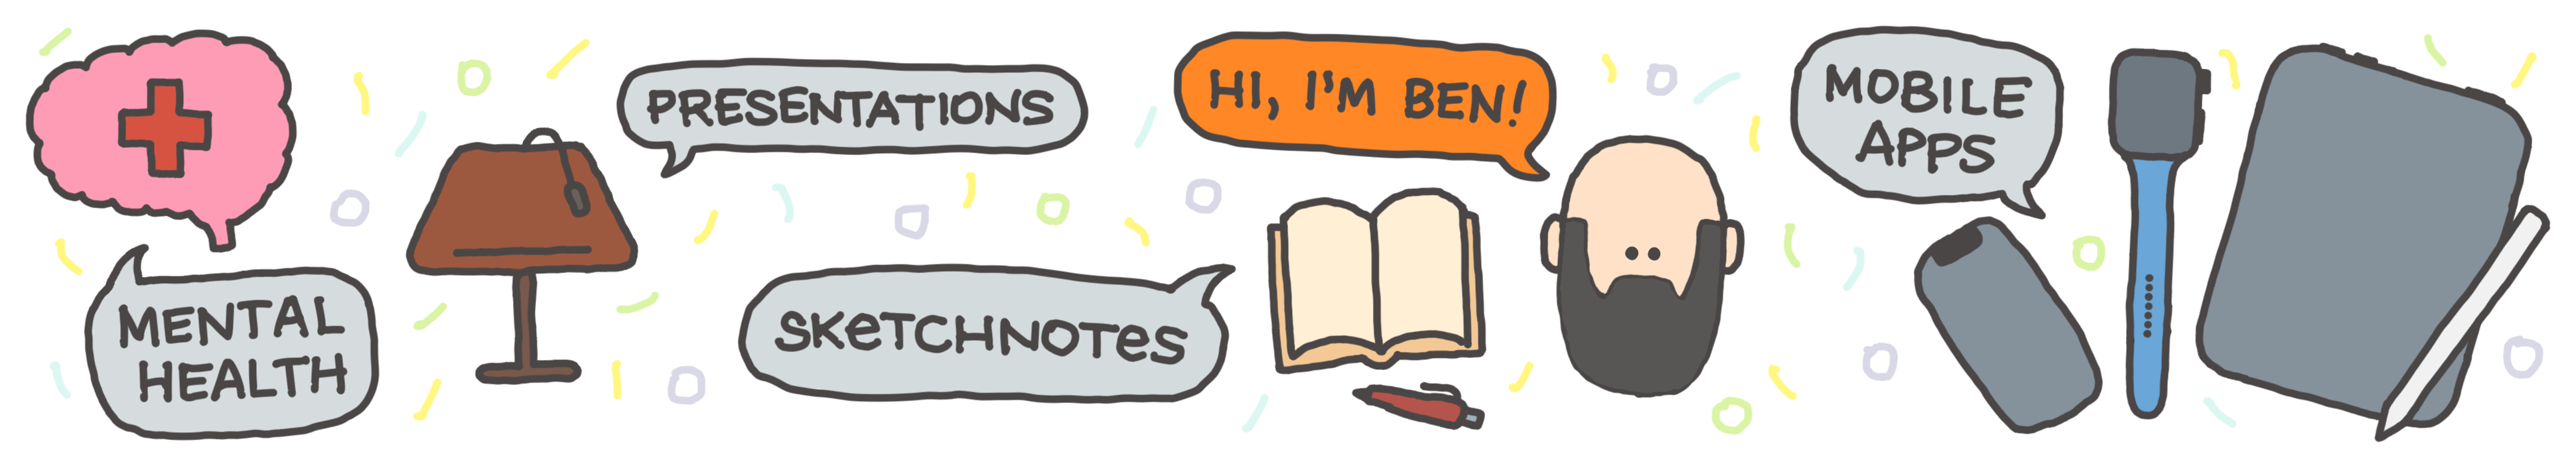 MENTAL
HEALTH
PRESENTATIONS
SKeTCHNOTeS
HI, I'M BEN!
MOBILE
APPS